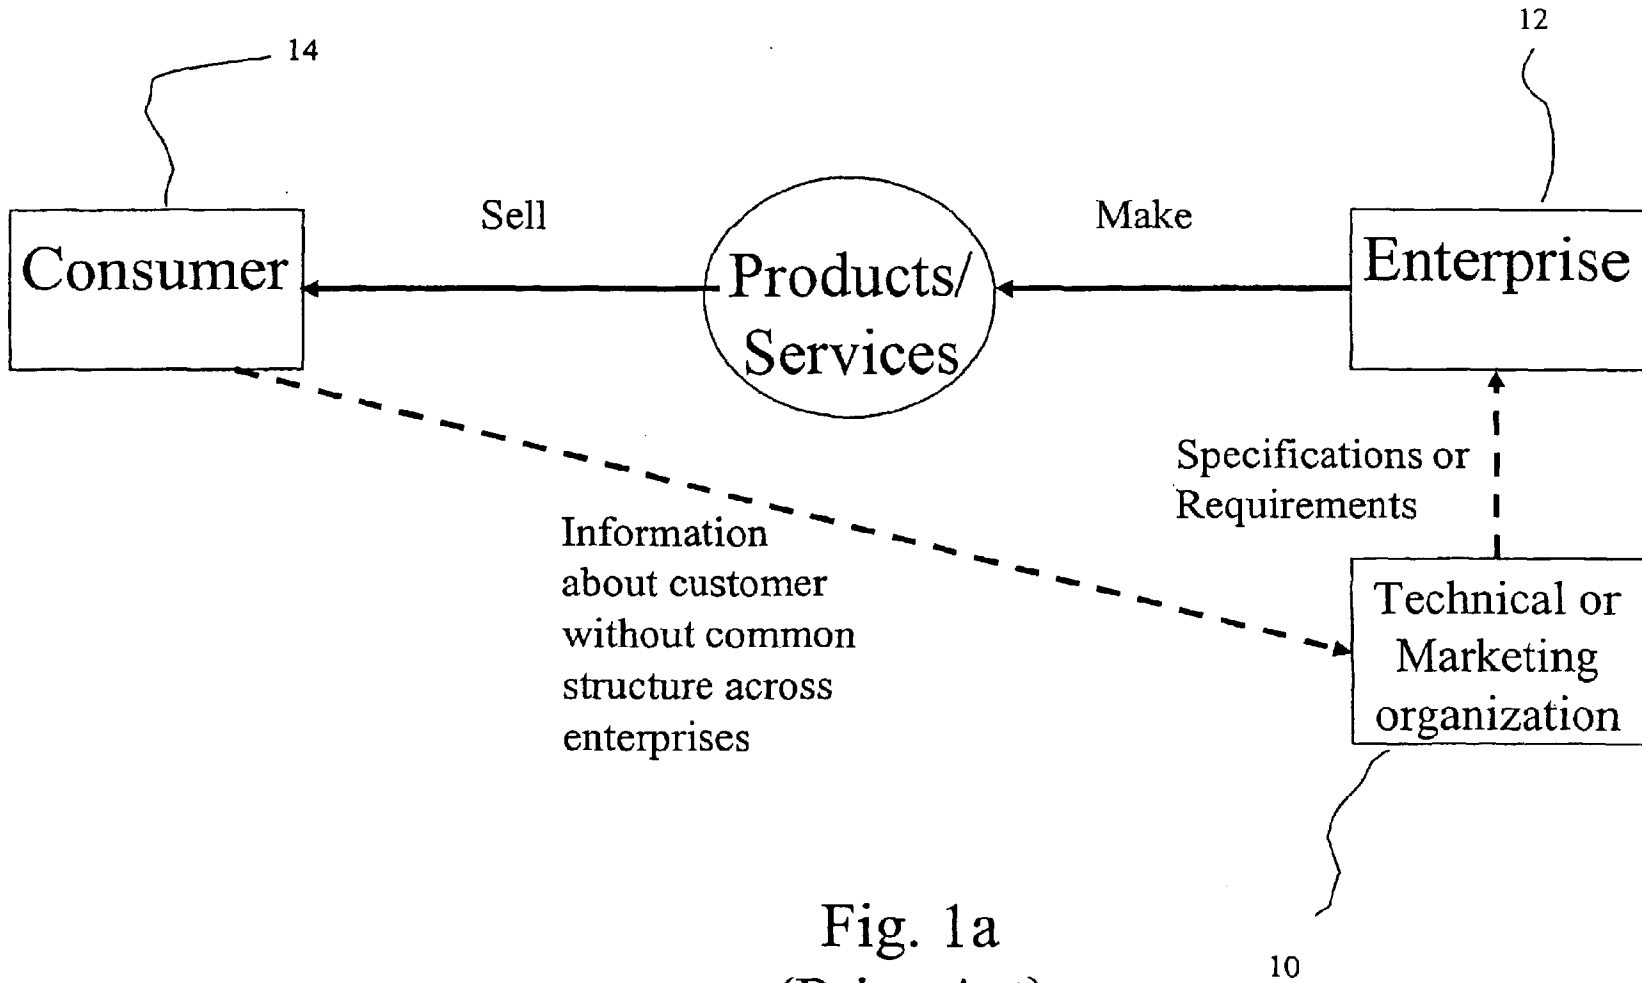 14
12
Sell
Make
Consumer
Products/
Services
Enterprise
Specifications or
Requirements
Information
about customer
without common
structure across
enterprises
Technical or
Marketing
organization
Fig. 1a
10